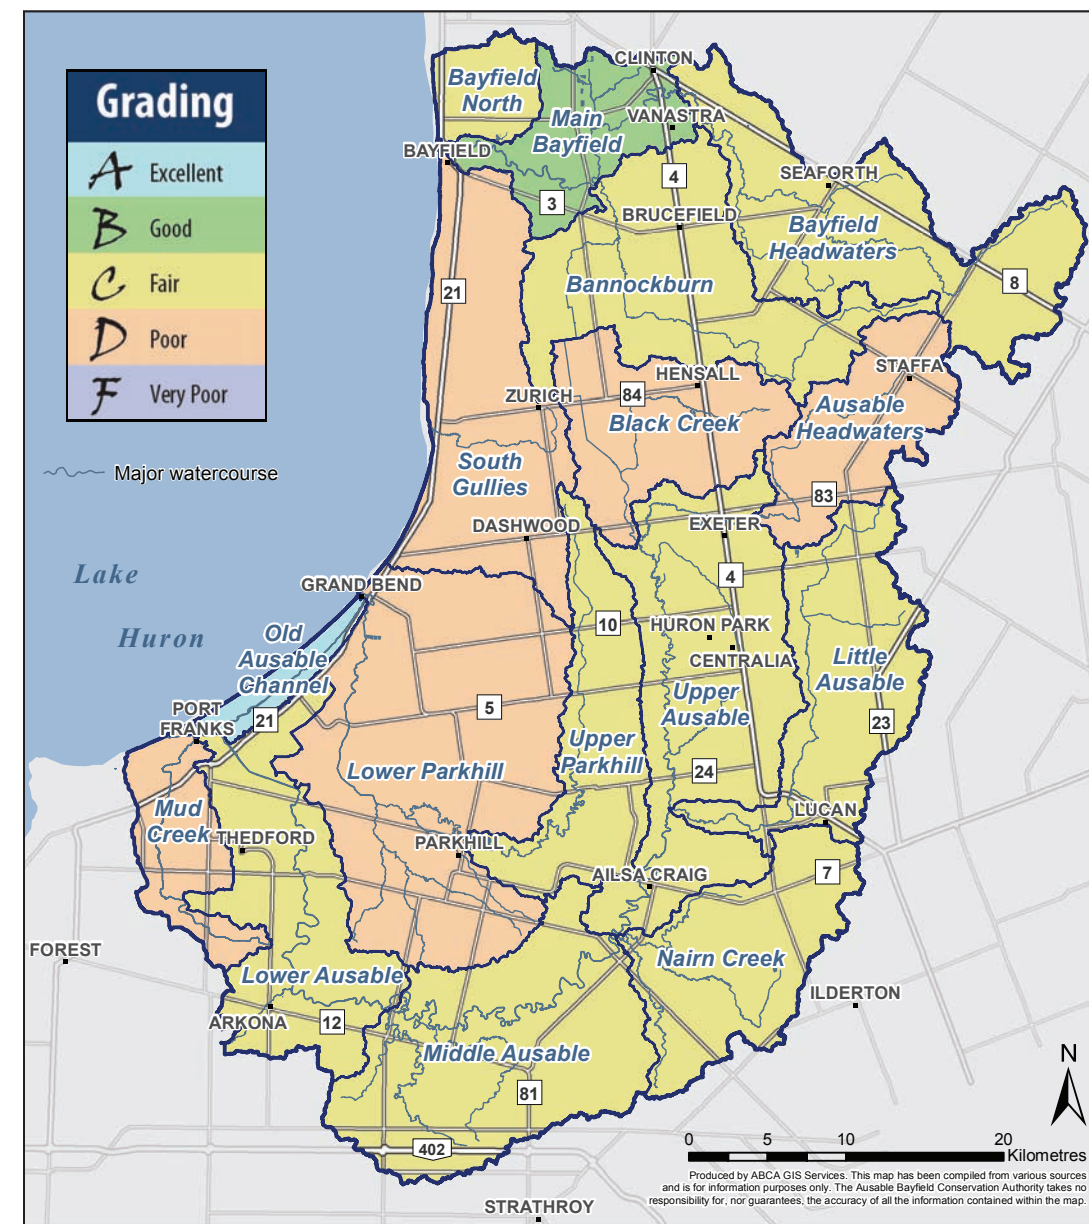 CLINTON
Bayfield
North
Grading
Main
Bayfield
VANASTRA
BAYFIELD
A Excellent
4
SEAFORTH
3
BRUCEFIELD
B Good
Bayfield
Headwaters
C Fair
Bannockburn
8
21
D Poor
HENSALL
STAFFA
F Very Poor
ZURICH
84
Black Creek
Ausable
Headwaters
Major watercourse
South
Gullies
83
DASHWOOD
EXETER
Lake
Huron
4
GRAND BEND
10
HURON PARK
Old
Ausable
Channel
CENTRALIA
Little
Ausable
Upper
Ausable
PORT
FRANKS
21
5
23
Upper
Parkhill
Lower Parkhill
24
Mud
Creek
LUCAN
THEDFORD
PARKHILL
AILSA CRAIG
7
FOREST
Nairn Creek
Lower Ausable
ILDERTON
ARKONA
12
Middle Ausable
N
81
0 5 10 20
Kilometres
402
Produced by ABCA GIS Services. This map has been compiled from various sources
and is for information purposes only. The Ausable Bayfield Conservation Authority takes no
responsibility for, nor guarantees, the accuracy of all the information contained within the map.
STRATHROY